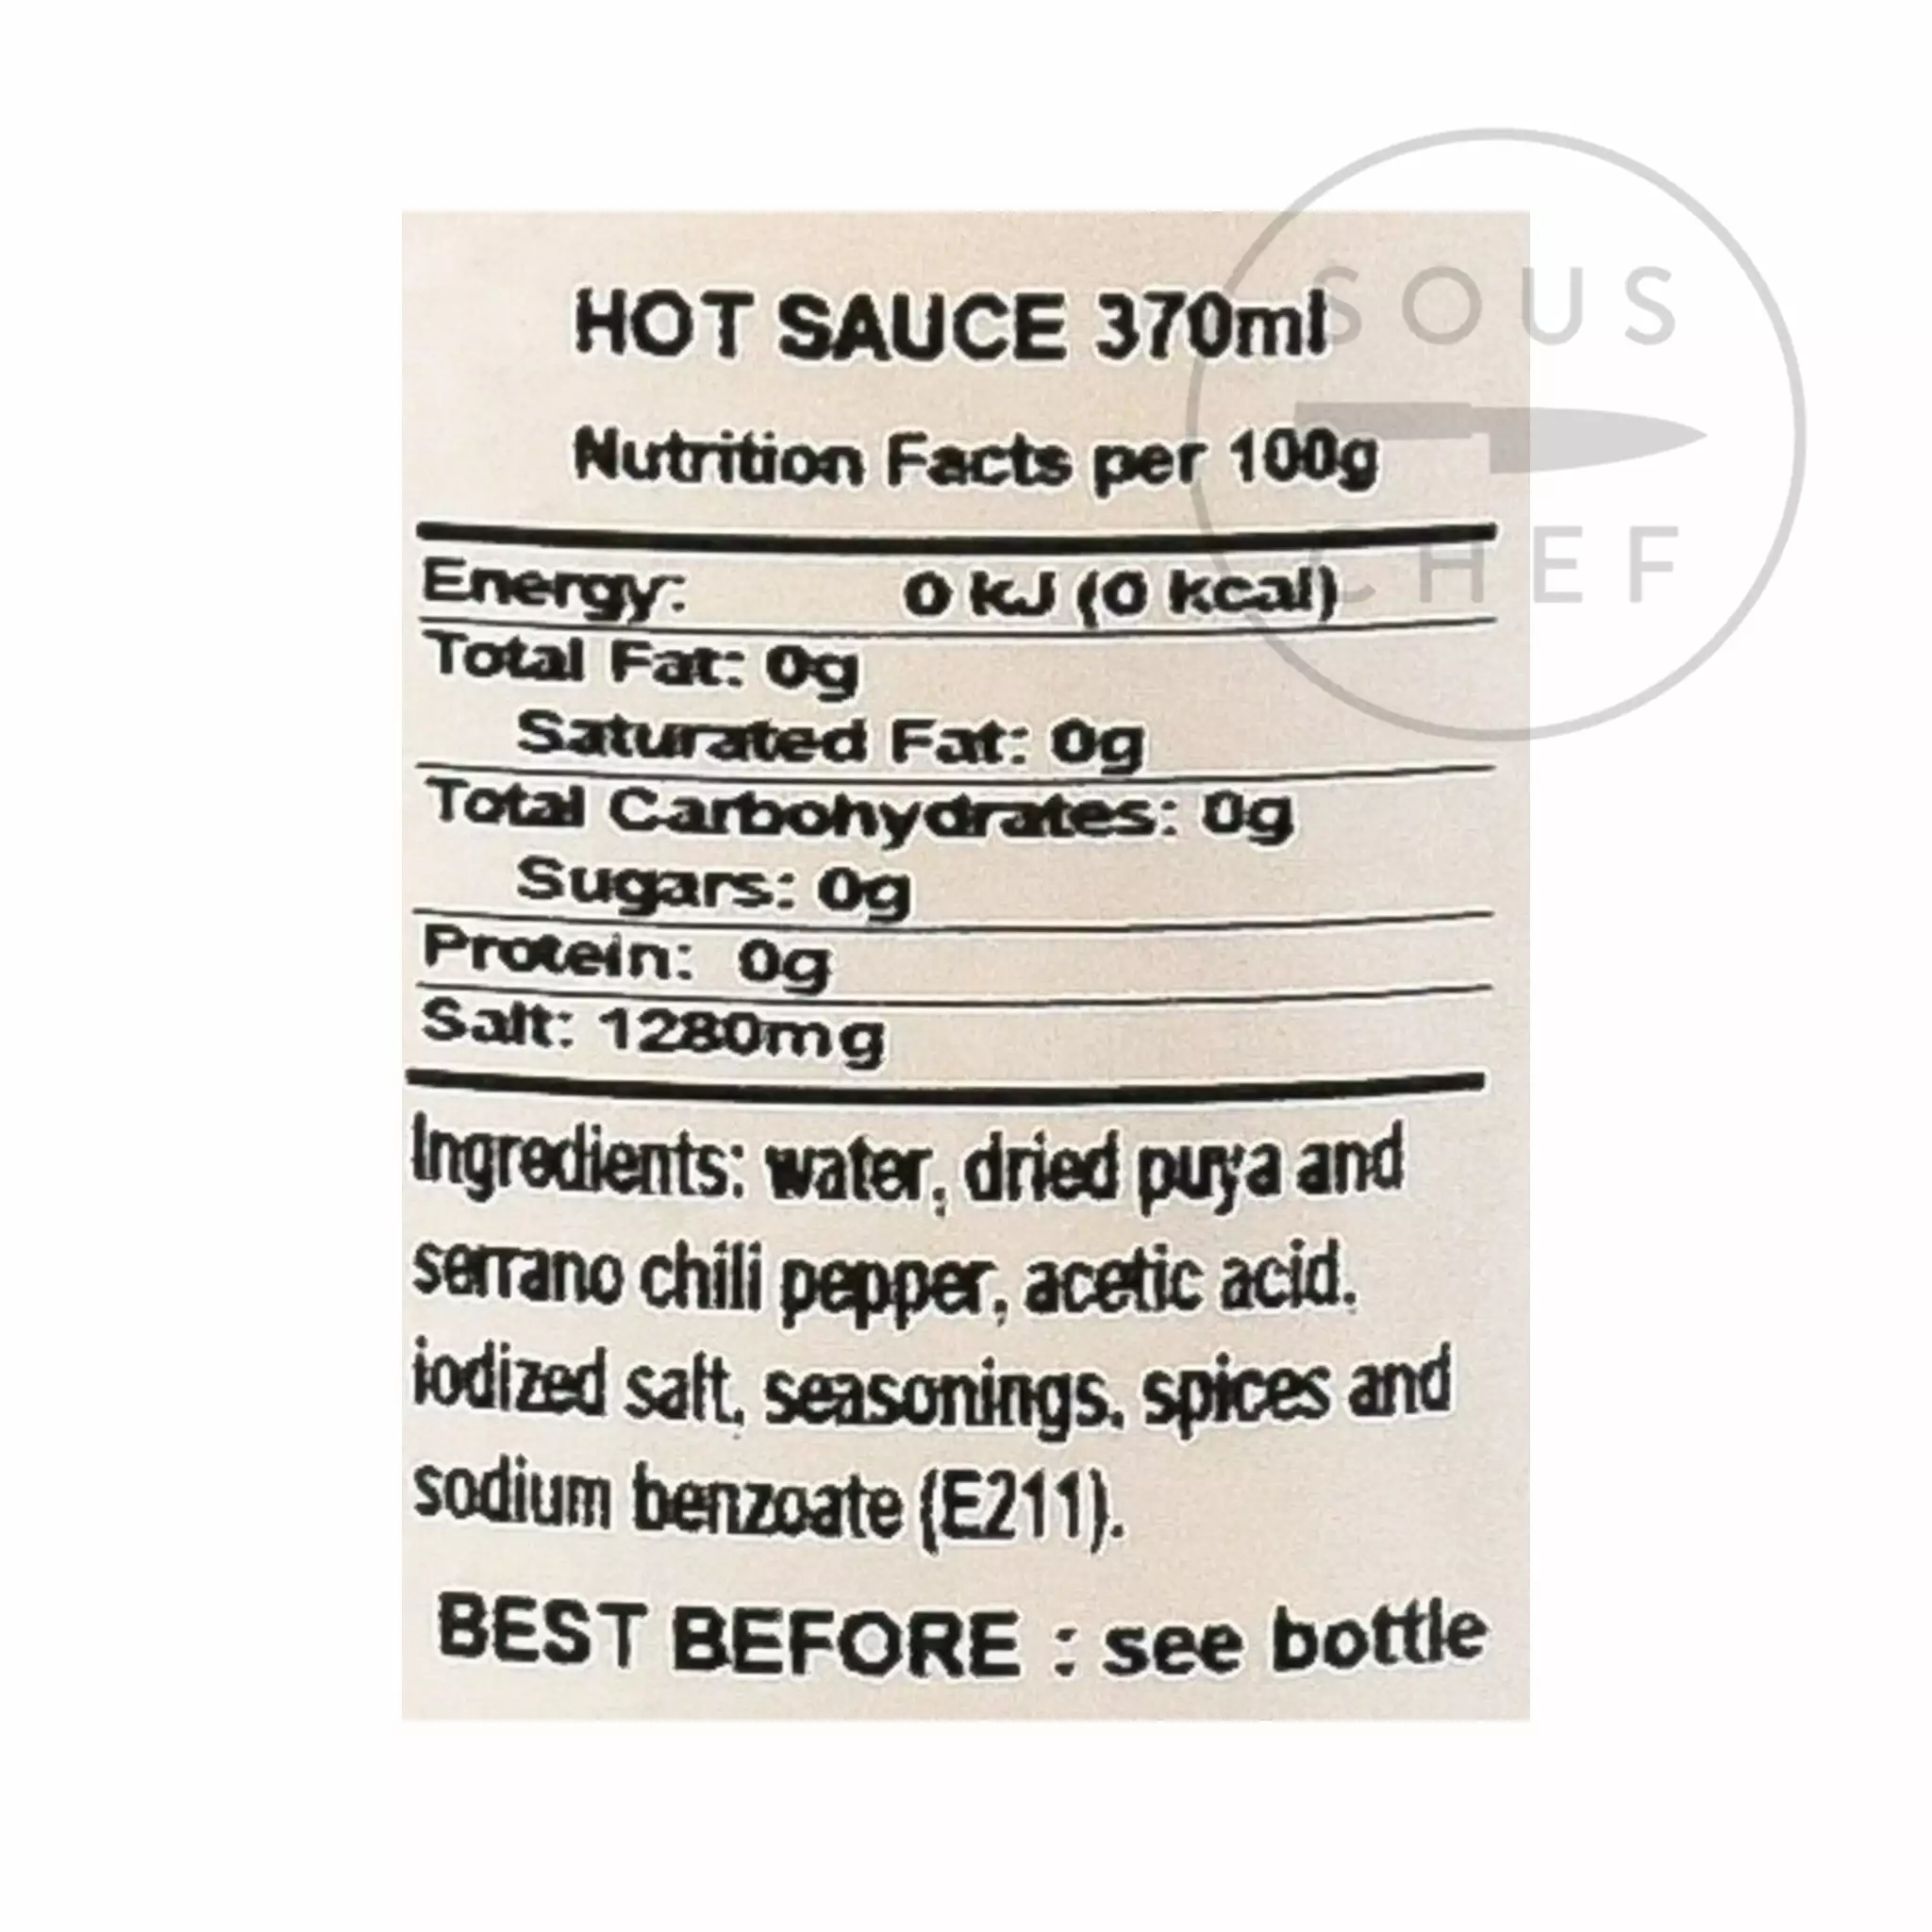 SOUS
CHEF
HOT SAUCE 370ml
Nutrition Facts per 100g
Energy: 0 kJ (0 kcal)
Total Fat: 0g
Saturated Fat: 0g
Total Carbohydrates: 0g
Sugars: 0g
Protein: 0g
Salt: 1280mg
Ingredients: water, dried puya and
serrano chili pepper, acetic acid,
iodized salt, seasonings, spices and
sodium benzoate (E211).
BEST BEFORE : see bottle